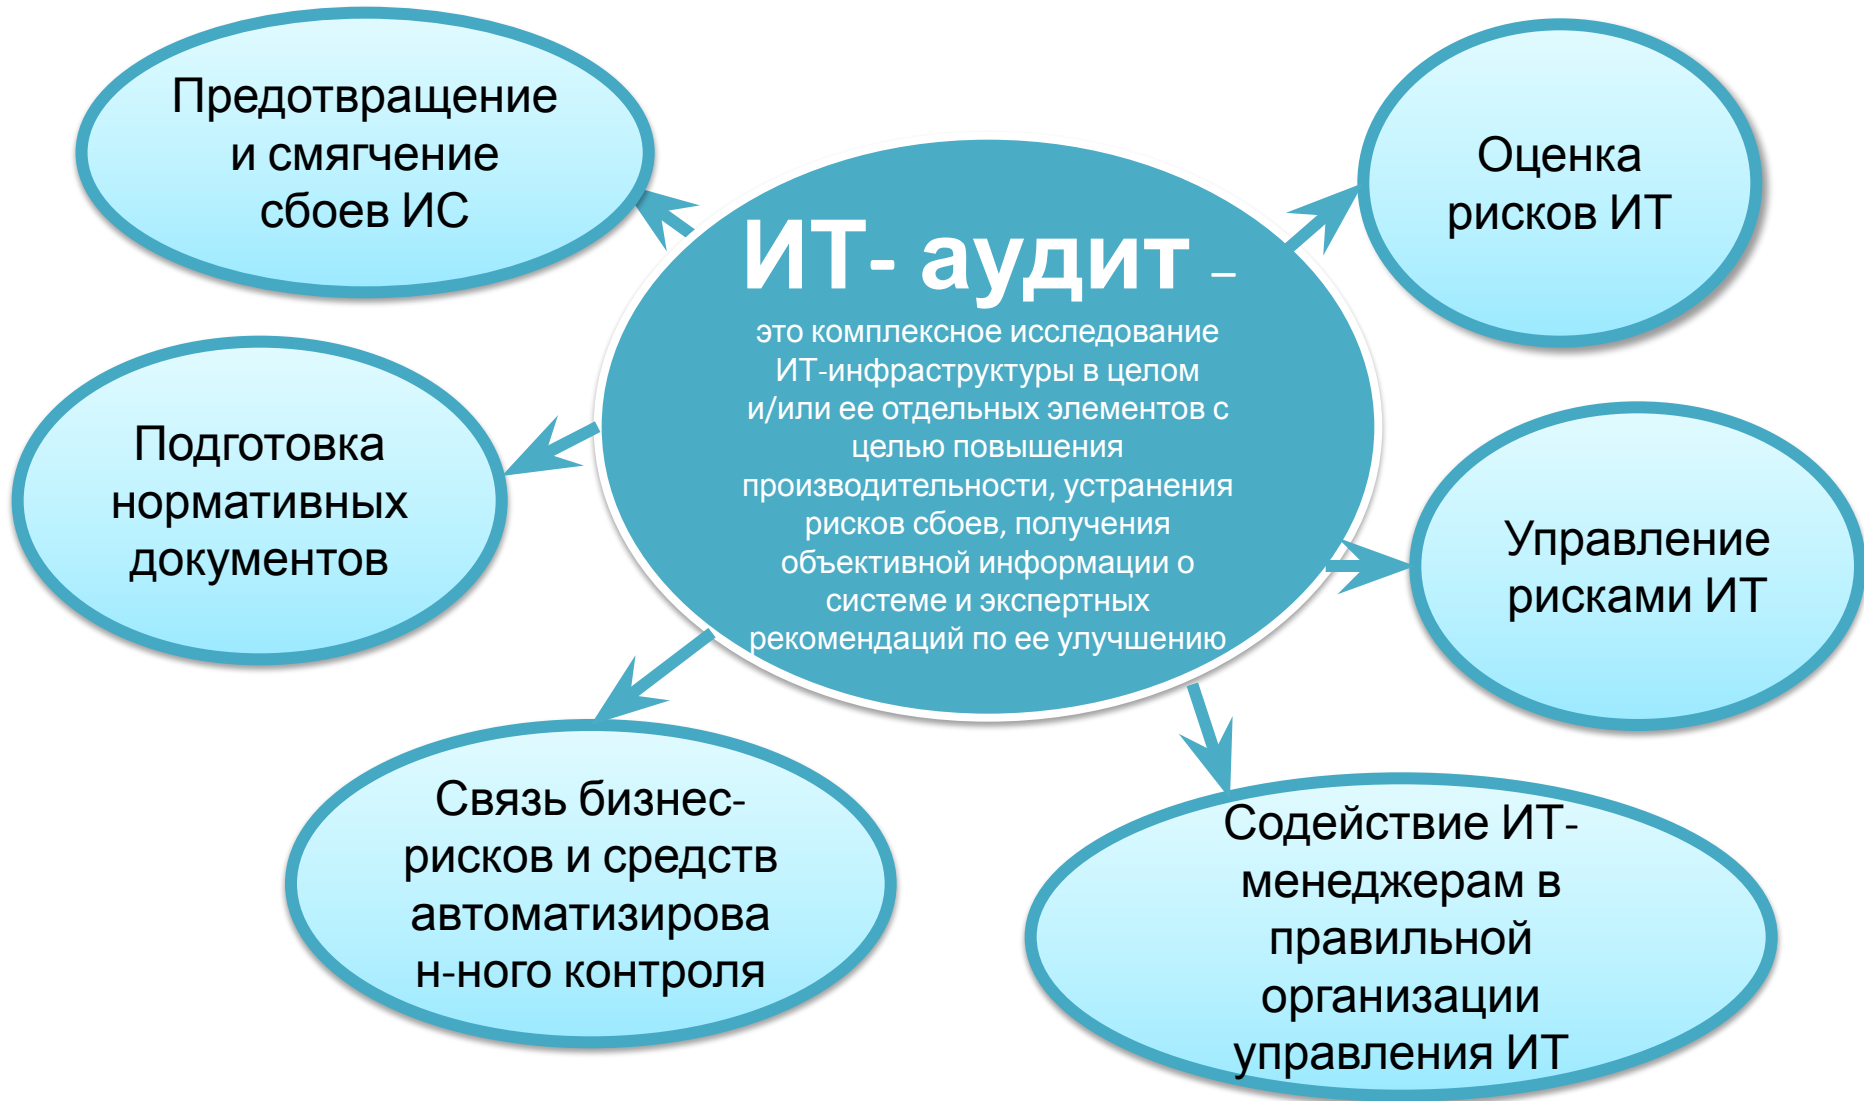 Предотвращение
и смягчение
сбоев ИС
Оценка
рисков ИТ
ИТ- аудит –
это комплексное исследование
ИТ-инфраструктуры в целом
и/или ее отдельных элементов с
целью повышения
производительности, устранения
рисков сбоев, получения
объективной информации о
системе и экспертных
рекомендаций по ее улучшению
Подготовка
нормативных
документов
Управление
рисками ИТ
Связь бизнес-
рисков и средств
автоматизирова
н-ного контроля
Содействие ИТ-
менеджерам в
правильной
организации
управления ИТ